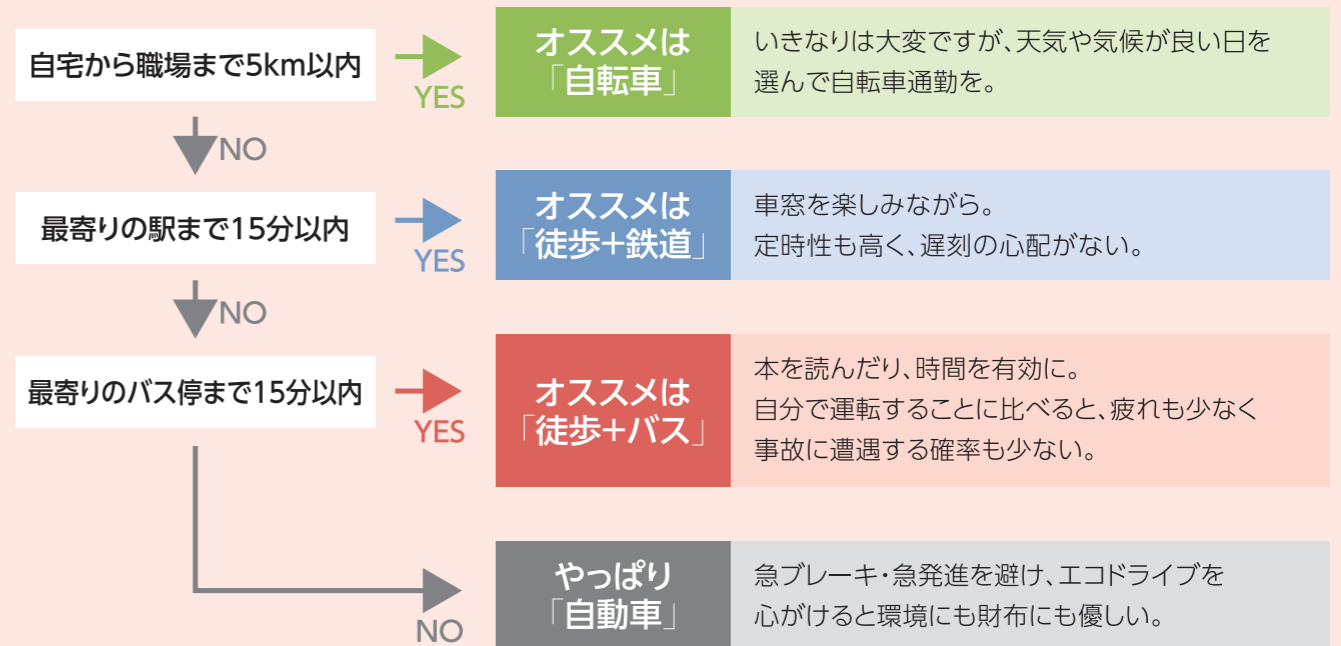 自宅から職場まで5km以内
YES
オススメは
「自転車」
いきなりは大変ですが、天気や気候が良い日を
選んで自転車通勤を。
NO
最寄りの駅まで15分以内
YES
オススメは
「徒歩+鉄道」
車窓を楽しみながら。
定時性も高く、遅刻の心配がない。
NO
最寄りのバス停まで15分以内
YES
オススメは
「徒歩+バス」
本を読んだり、時間を有効に。
自分で運転することに比べると、疲れも少なく
事故に遭遇する確率も少ない。
NO
やっぱり
「自動車」
急ブレーキ・急発進を避け、エコドライブを
心がけると環境にも財布にも優しい。